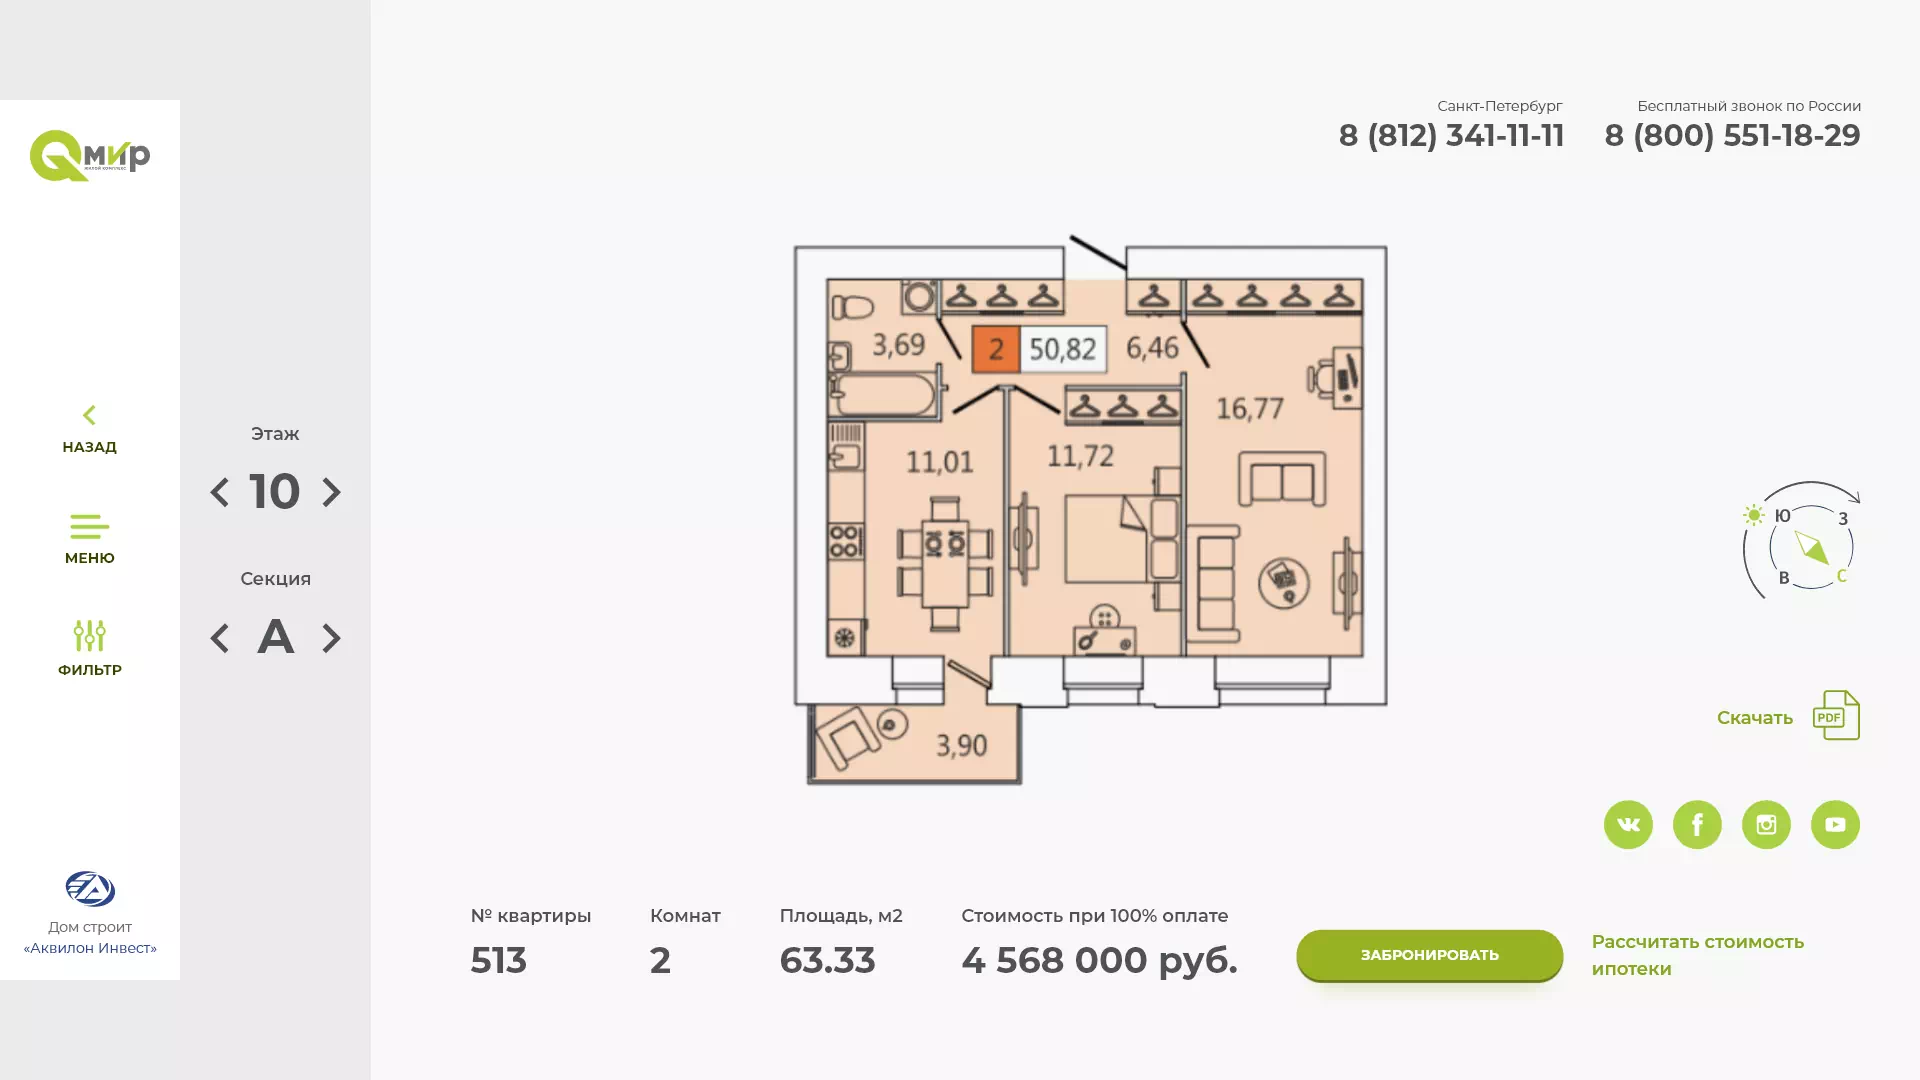 Qмир
ЖИЛОЙ КОМПЛЕКС
НАЗАД
МЕНЮ
ФИЛЬТР
Дом строит
«Аквилон Инвест»
Этаж
10
Секция
А
Санкт-Петербург
8 (812) 341-11-11
Бесплатный звонок по России
8 (800) 551-18-29
3,69
2
50,82
6,46
16,77
11,01
11,72
3,90
Ю
З
В
С
Скачать
PDF
№ квартиры
513
Комнат
2
Площадь, м2
63.33
Стоимость при 100% оплате
4 568 000 руб.
ЗАБРОНИРОВАТЬ
Рассчитать стоимость
ипотеки